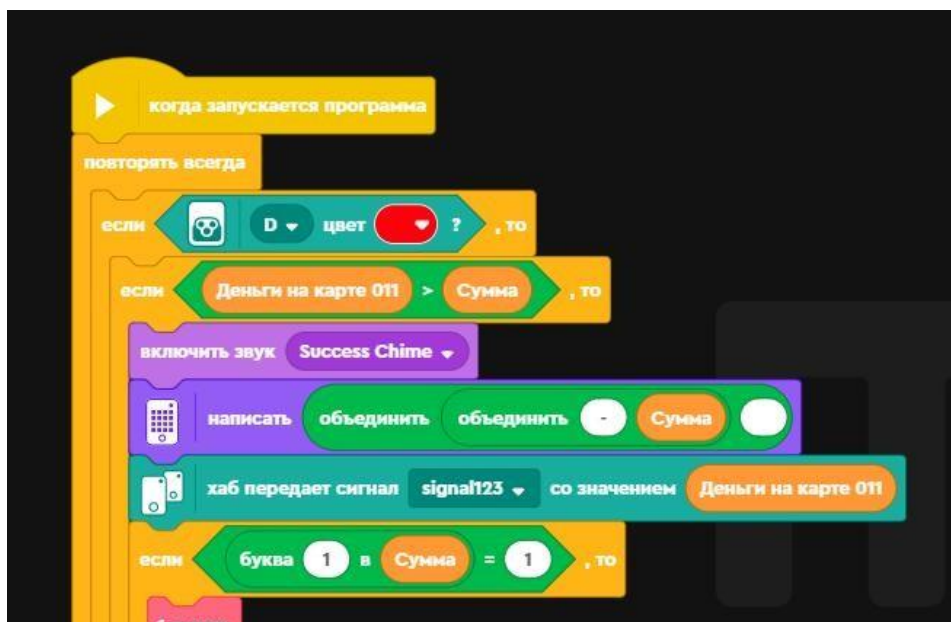 когда запускается программа
повторять всегда
если D цвет ? , то
если Деньги на карте 011 > Сумма , то
включить звук Success Chime
написать объединить объединить - Сумма
хаб передает сигнал signal123 со значением Деньги на карте 011
если буква 1 в Сумма = 1 , то